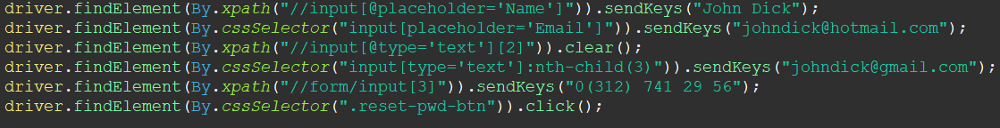 driver.findElement(By.xpath("//input[@placeholder='Name']")).sendKeys("John Dick");
driver.findElement(By.cssSelector("input[placeholder='Email']")).sendKeys("johndick@hotmail.com");
driver.findElement(By.xpath("//input[@type='text'][2]")).clear();
driver.findElement(By.cssSelector("input[type='text']:nth-child(3)")).sendKeys("johndick@gmail.com");
driver.findElement(By.xpath("//form/input[3]")).sendKeys("0(312) 741 29 56");
driver.findElement(By.cssSelector(".reset-pwd-btn")).click();